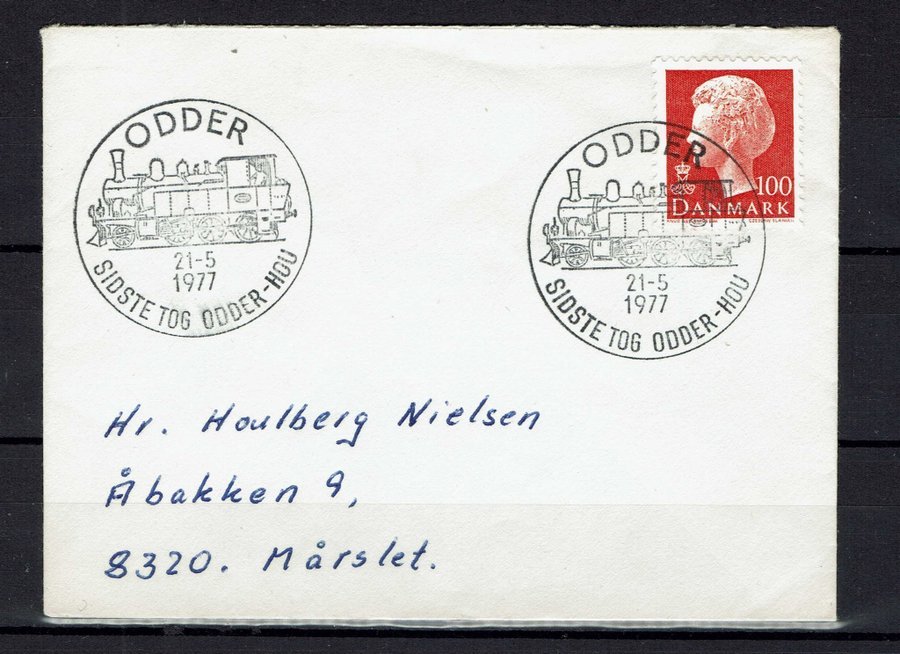 ODDER
21-5
1977
SIDSTE TOG ODDER-HOU
ODDER
21-5
1977
SIDSTE TOG ODDER-HOU
100
DANMARK
Hr. Houlberg Nielsen
Åbakken 9,
8320. Mårslet.